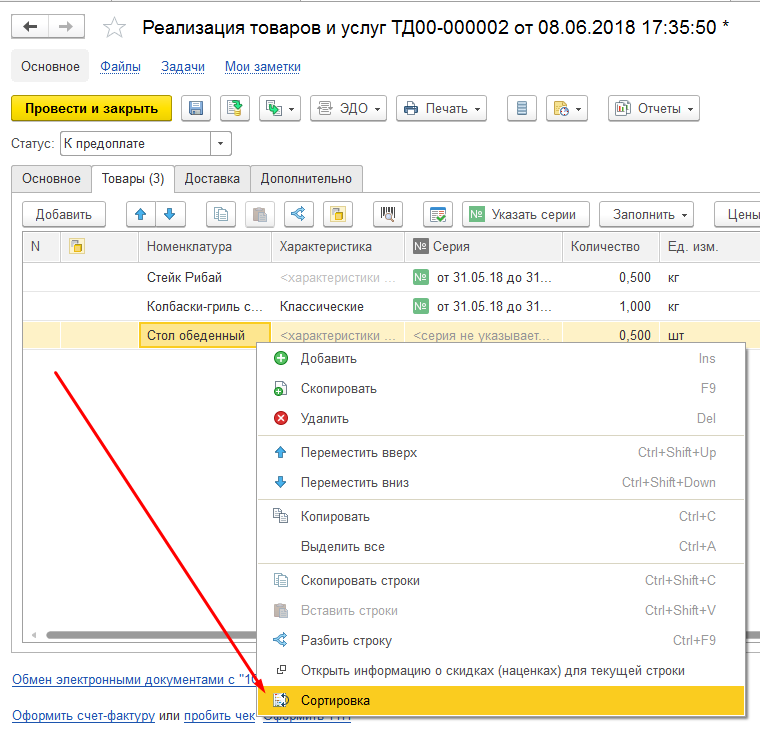 Реализация товаров и услуг ТД00-000002 от 08.06.2018 17:35:50 *
Основное Файлы Задачи Мои заметки
Провести и закрыть ЭДО Печать Отчеты
Статус: К предоплате
Основное Товары (3) Доставка Дополнительно
Добавить № Указать серии Заполнить Цены
N Номенклатура Характеристика № Серия Количество Ед. изм.
Стейк Рибай <характеристики ... № от 31.05.18 до 31... 0,500 кг
Колбаски-гриль с... Классические № от 31.05.18 до 31... 1,000 кг
Стол обеденный <характеристики ... <серия не указывает... 0,500 шт
Добавить Ins
Скопировать F9
Удалить Del
Переместить вверх Ctrl+Shift+Up
Переместить вниз Ctrl+Shift+Down
Копировать Ctrl+C
Выделить все Ctrl+A
Скопировать строки Ctrl+Shift+C
Вставить строки Ctrl+Shift+V
Разбить строку Ctrl+F9
Открыть информацию о скидках (наценках) для текущей строки
Сортировка
Обмен электронными документами с "1С
Оформить счет-фактуру или пробить чек Оформить ТТН